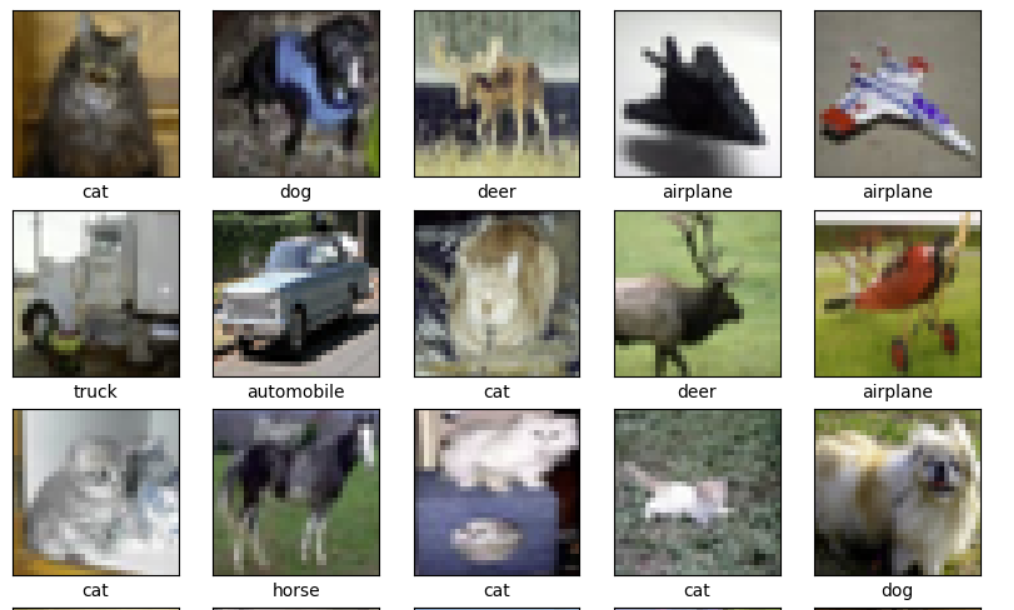 cat dog deer airplane airplane
truck automobile cat deer airplane
cat horse cat cat dog